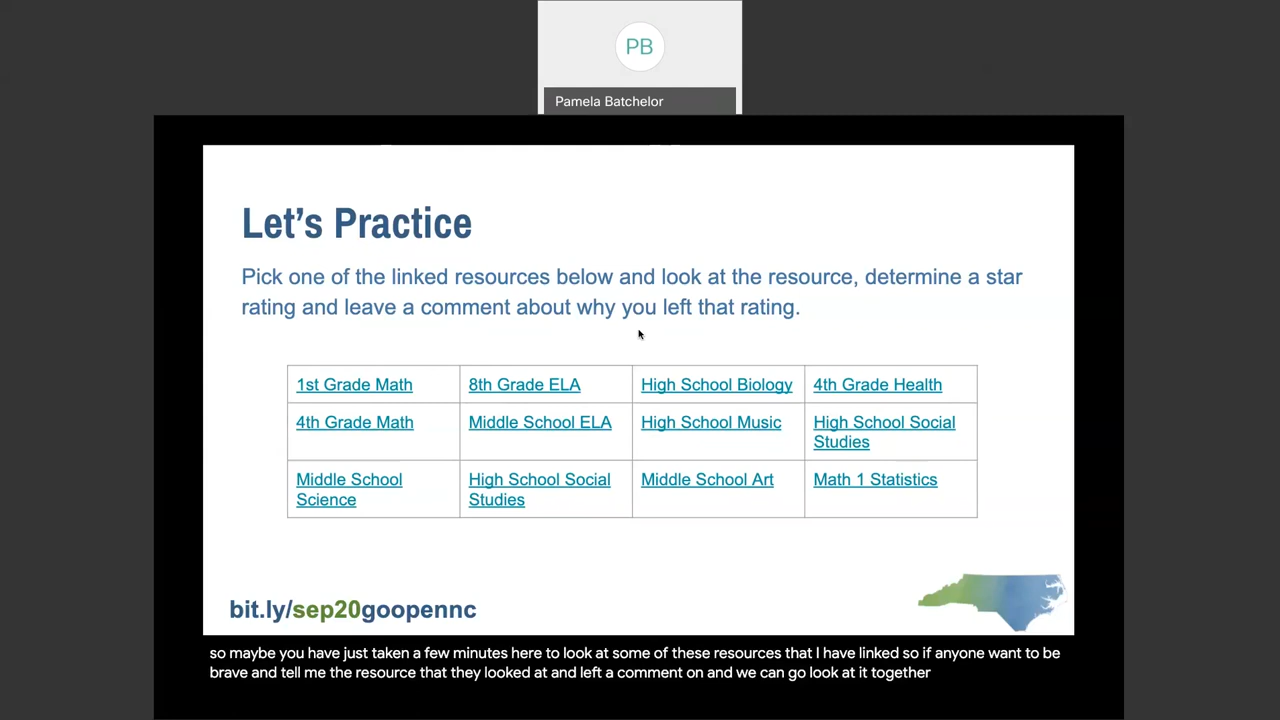 PB
Pamela Batchelor
Let's Practice
Pick one of the linked resources below and look at the resource, determine a star
rating and leave a comment about why you left that rating.
1st Grade Math
8th Grade ELA
High School Biology
4th Grade Health
4th Grade Math
Middle School ELA
High School Music
High School Social
Studies
Middle School
Science
High School Social
Studies
Middle School Art
Math 1 Statistics
bit.ly/sep20goopennc
so maybe you have just taken a few minutes here to look at some of these resources that I have linked so if anyone want to be
brave and tell me the resource that they looked at and left a comment on and we can go look at it together